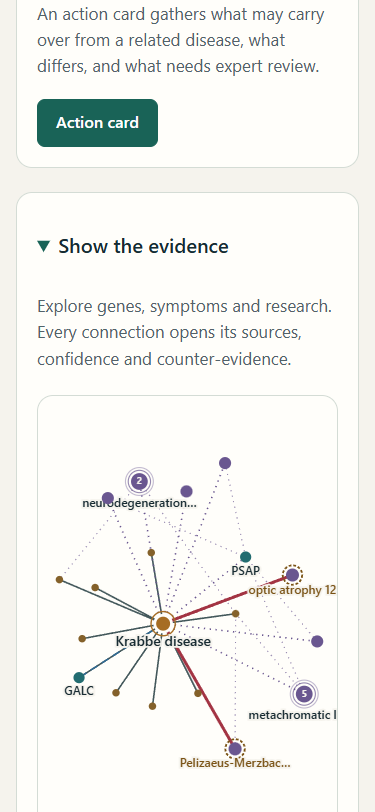 An action card gathers what may carry
over from a related disease, what
differs, and what needs expert review.
Action card
▼ Show the evidence
Explore genes, symptoms and research.
Every connection opens its sources,
confidence and counter-evidence.
2
neurodegeneration...
PSAP
optic atrophy 12
Krabbe disease
GALC
5
metachromatic l
Pelizaeus-Merzbac...